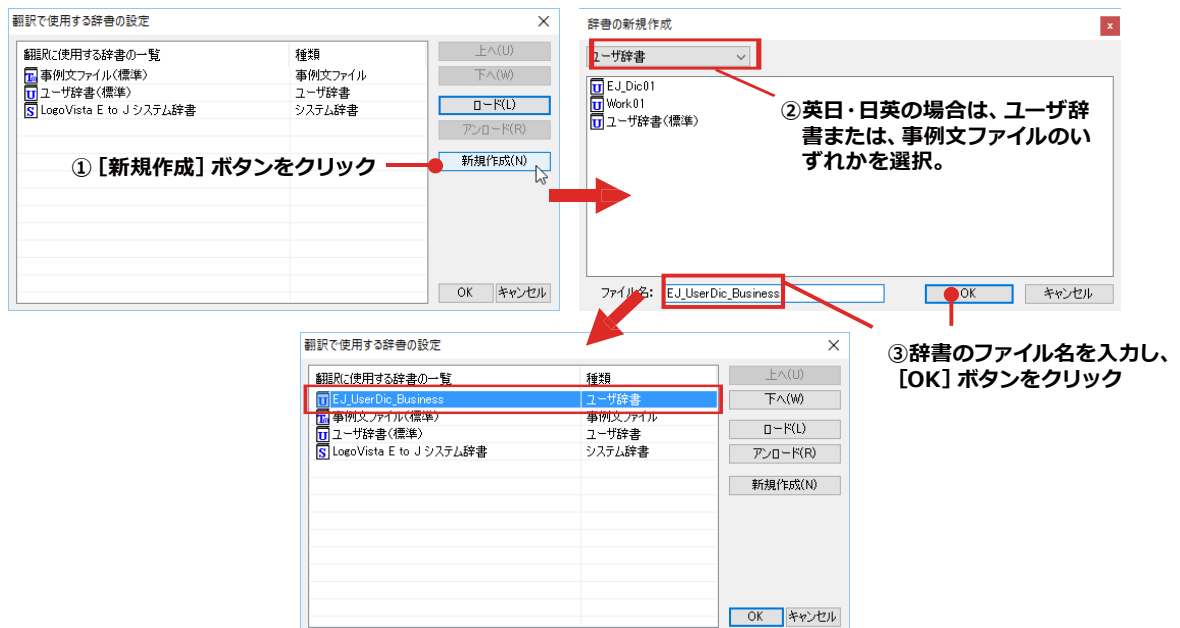 翻訳で使用する辞書の設定
翻訳に使用する辞書の一覧 種類
事例文ファイル(標準) 事例文ファイル
ユーザ辞書(標準) ユーザ辞書
LogoVista E to J システム辞書 システム辞書
上へ(U)
下へ(W)
ロード(L)
アンロード(R)
新規作成(N)
OK キャンセル
①［新規作成］ボタンをクリック
辞書の新規作成
ユーザ辞書
EJ_Dic01
Work01
ユーザ辞書(標準)
②英日・日英の場合は、ユーザ辞
書または、事例文ファイルのい
ずれかを選択。
ファイル名: EJ_UserDic_Business
OK キャンセル
③辞書のファイル名を入力し、
［OK］ボタンをクリック
翻訳で使用する辞書の設定
翻訳に使用する辞書の一覧 種類
EJ_UserDic_Business ユーザ辞書
事例文ファイル(標準) 事例文ファイル
ユーザ辞書(標準) ユーザ辞書
LogoVista E to J システム辞書 システム辞書
上へ(U)
下へ(W)
ロード(L)
アンロード(R)
新規作成(N)
OK キャンセル